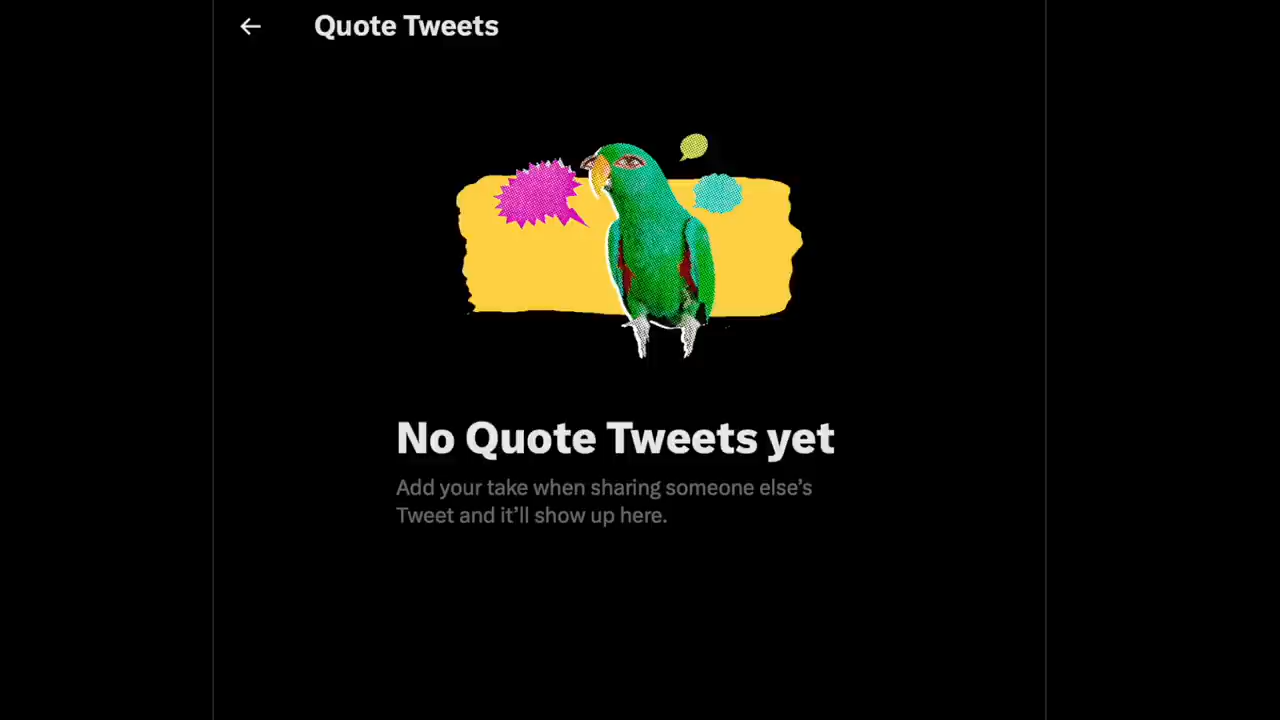 Quote Tweets
No Quote Tweets yet
Add your take when sharing someone else’s
Tweet and it’ll show up here.